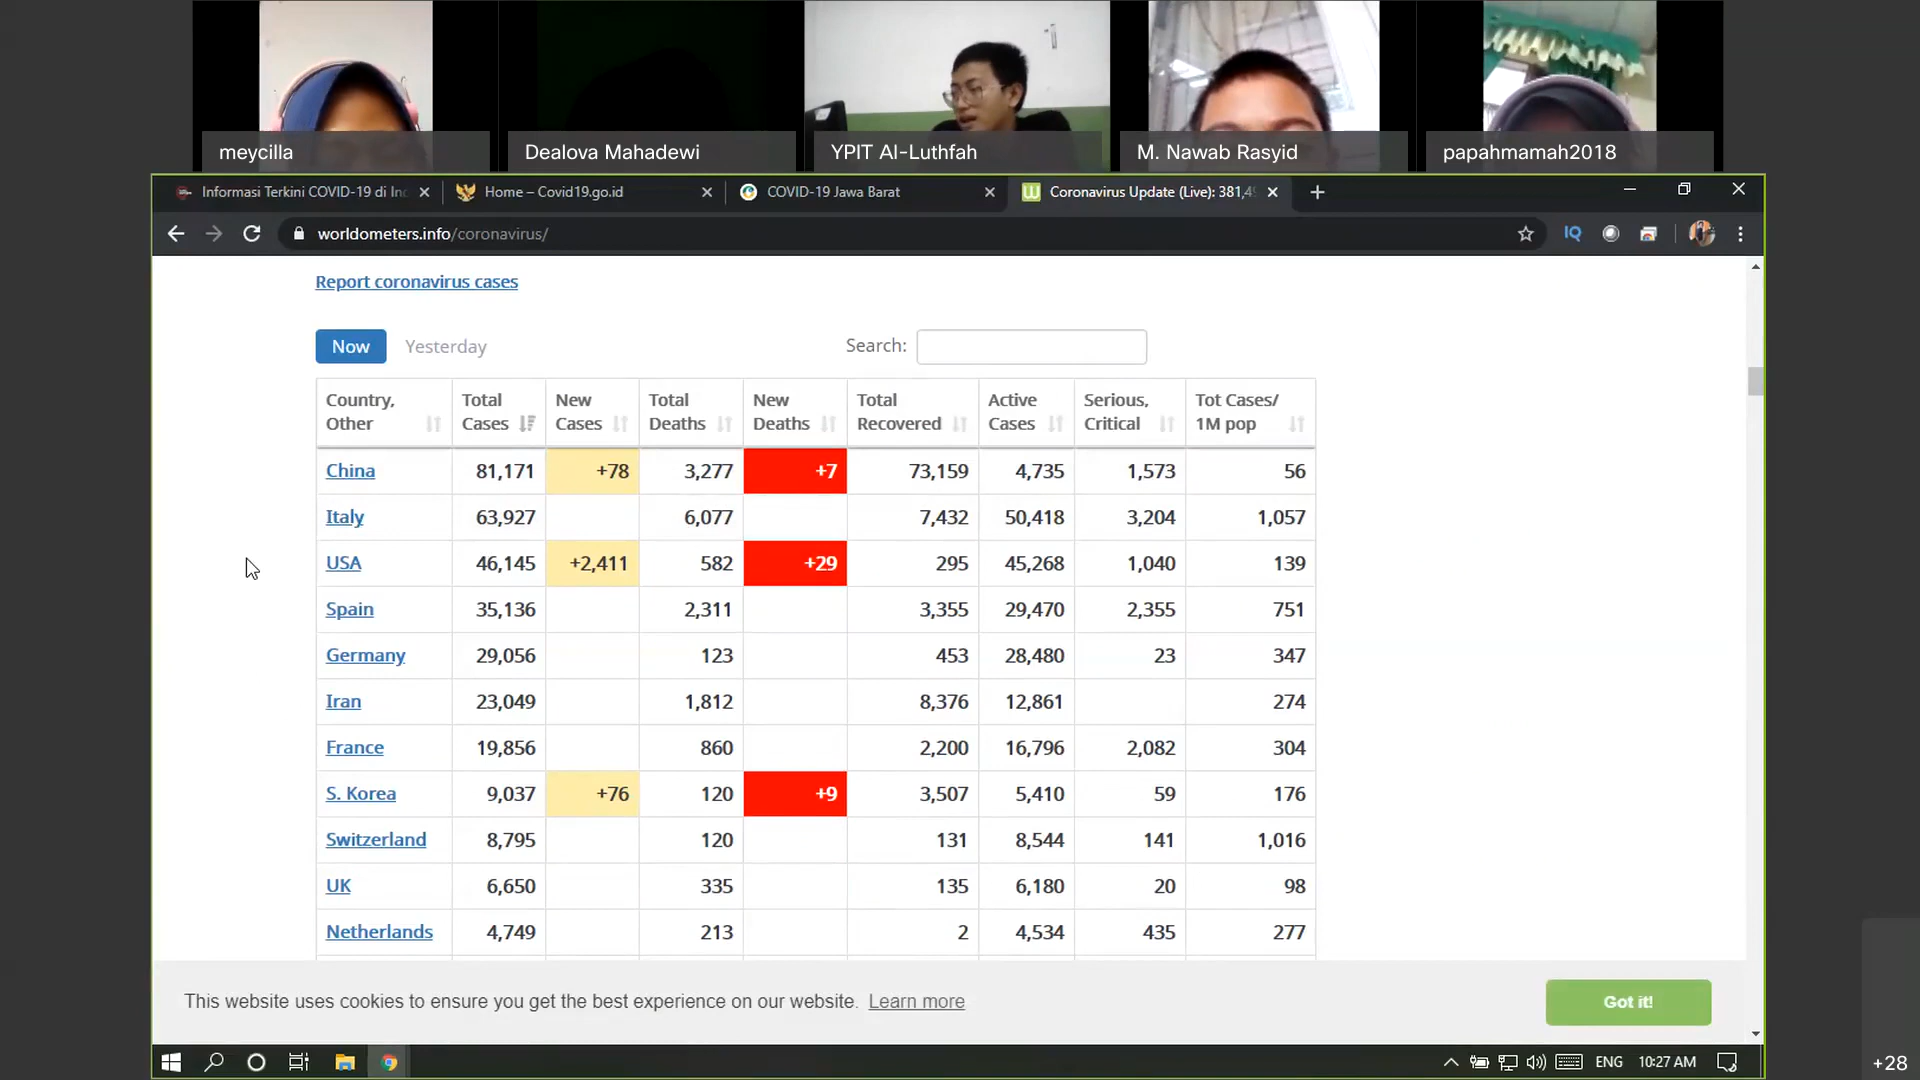 meycilla
Dealova Mahadewi
YPIT Al-Luthfah
M. Nawab Rasyid
papahmamah2018
Informasi Terkini COVID-19 di In
Home – Covid19.go.id
COVID-19 Jawa Barat
Coronavirus Update (Live): 381,4
worldometers.info/coronavirus/
IQ
Report coronavirus cases
Now Yesterday Search:
Country, Other Total Cases New Cases Total Deaths New Deaths Total Recovered Active Cases Serious, Critical Tot Cases/ 1M pop
China 81,171 +78 3,277 +7 73,159 4,735 1,573 56
Italy 63,927 6,077 7,432 50,418 3,204 1,057
USA 46,145 +2,411 582 +29 295 45,268 1,040 139
Spain 35,136 2,311 3,355 29,470 2,355 751
Germany 29,056 123 453 28,480 23 347
Iran 23,049 1,812 8,376 12,861 274
France 19,856 860 2,200 16,796 2,082 304
S. Korea 9,037 +76 120 +9 3,507 5,410 59 176
Switzerland 8,795 120 131 8,544 141 1,016
UK 6,650 335 135 6,180 20 98
Netherlands 4,749 213 2 4,534 435 277
This website uses cookies to ensure you get the best experience on our website. Learn more
Got it!
ENG 10:27 AM
+28